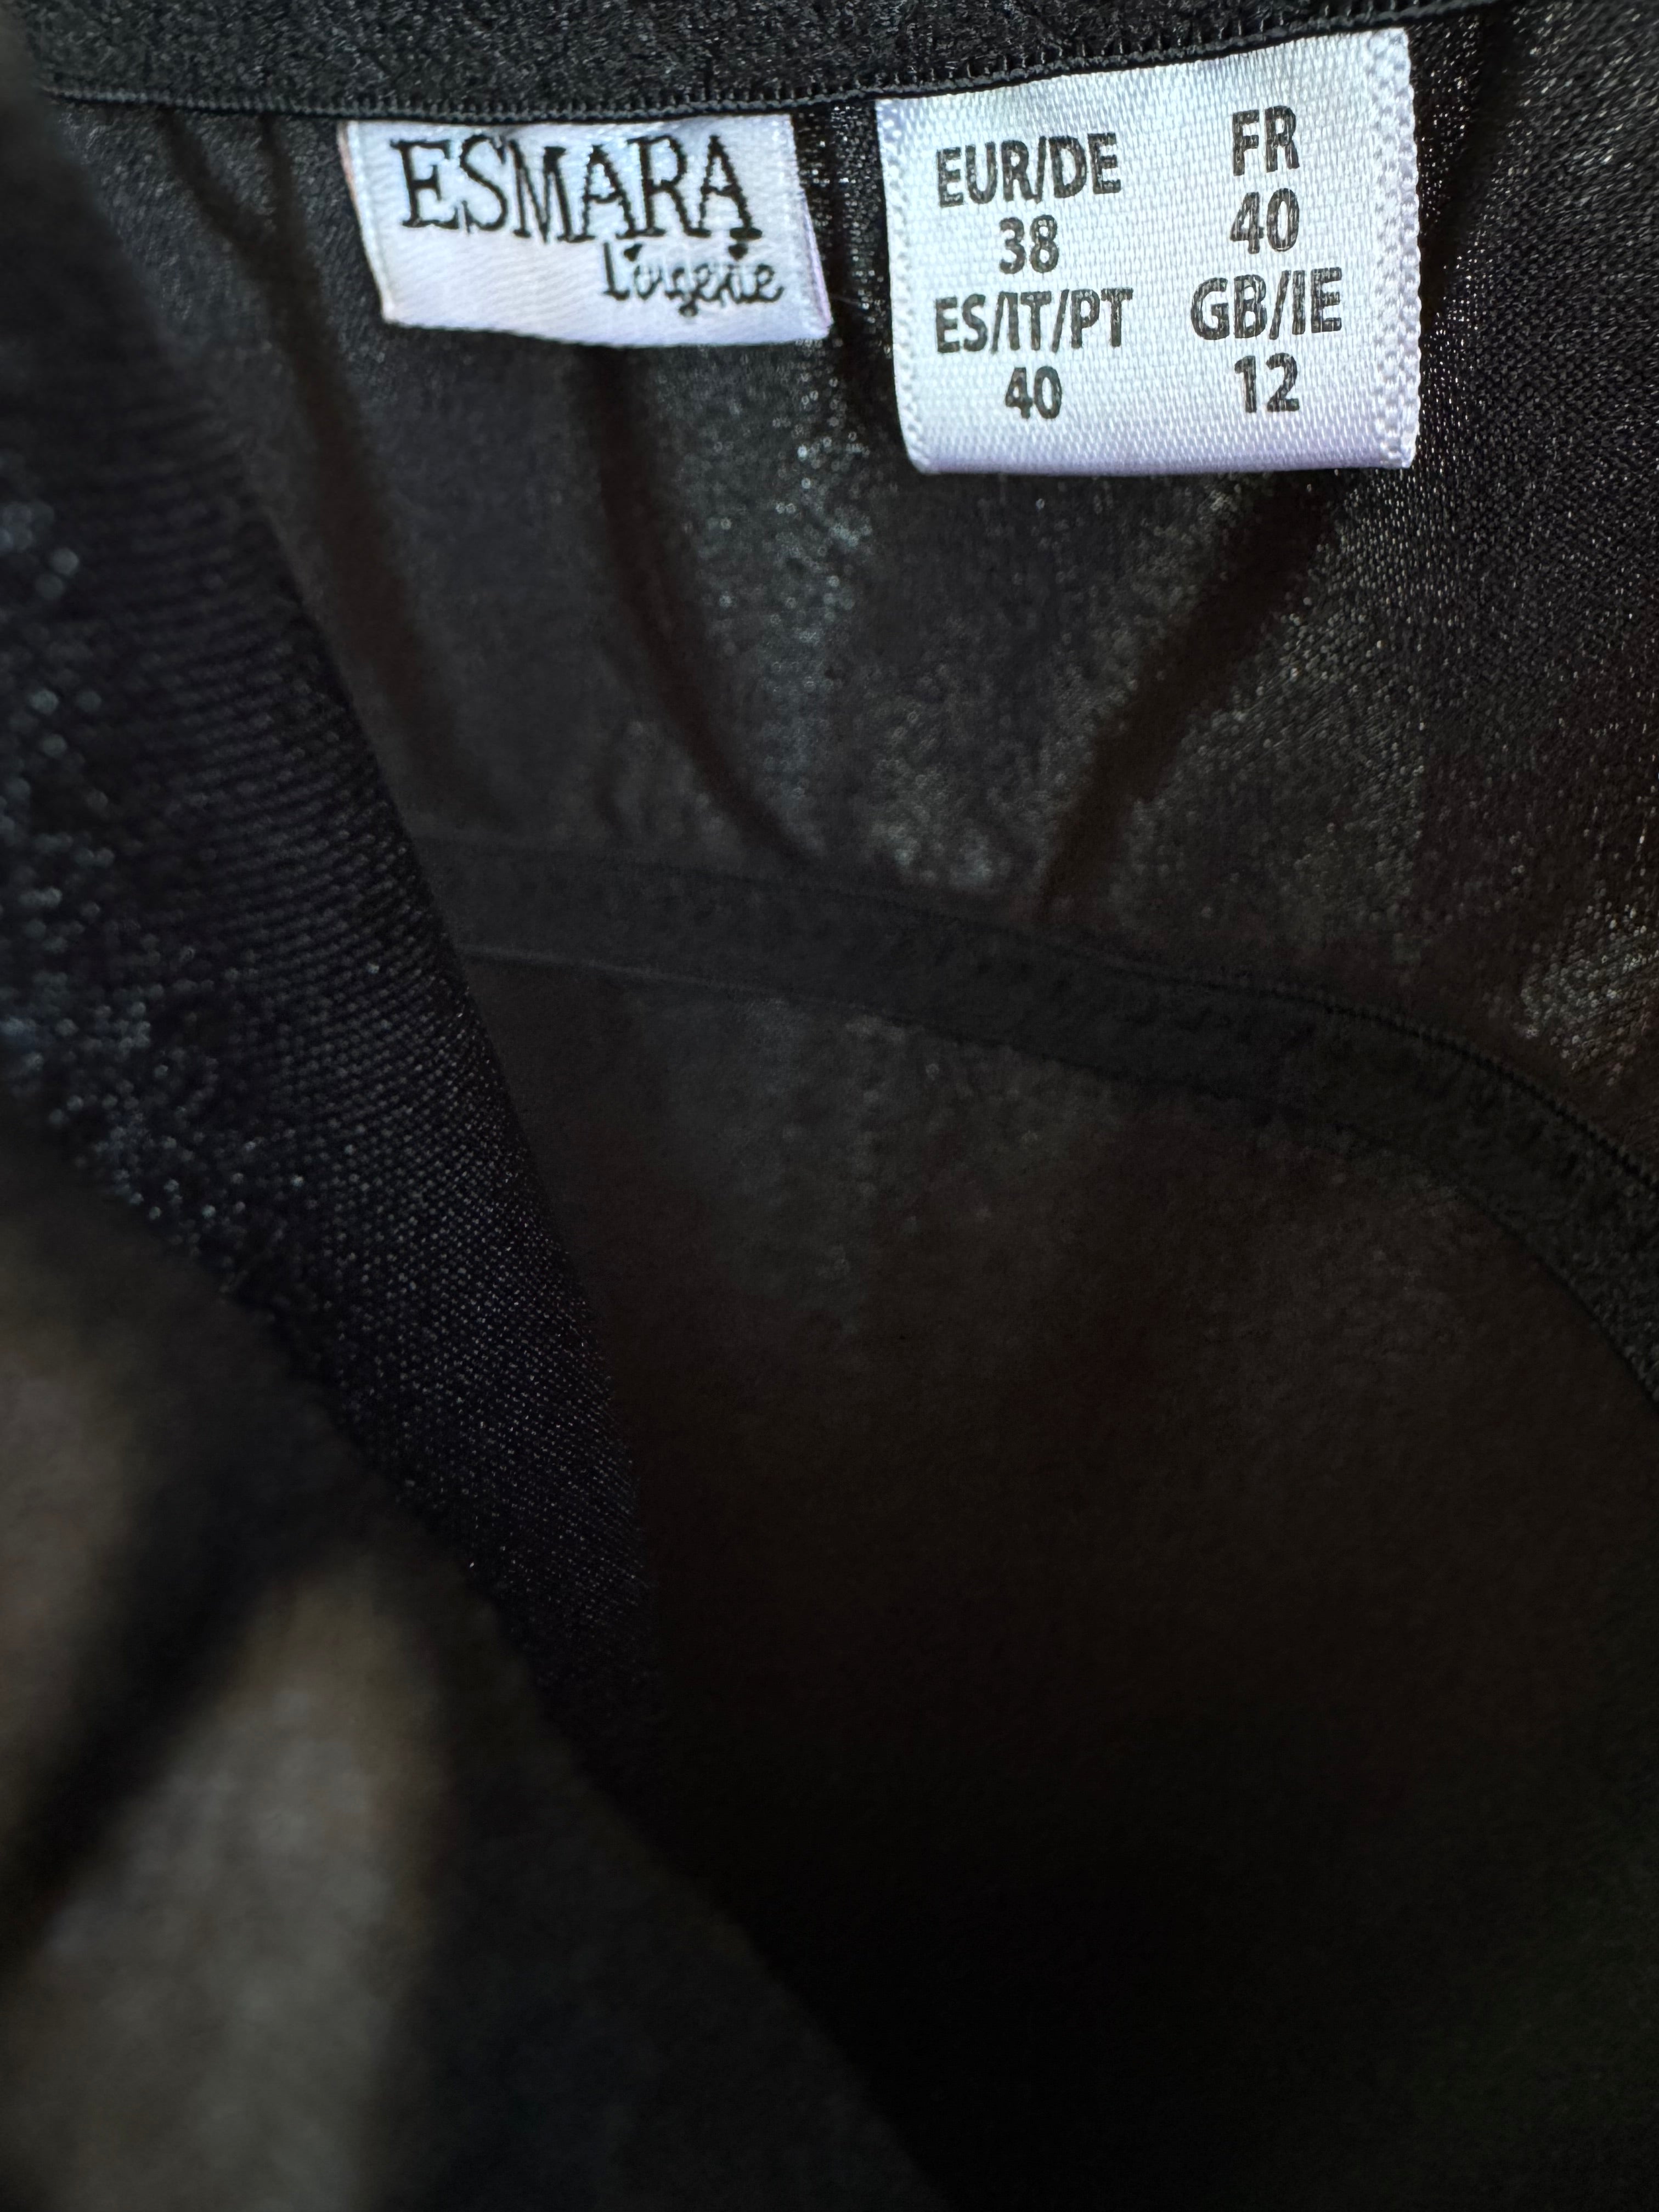 ESMARA
Lingerie
EUR/DE FR
38 40
ES/IT/PT GB/IE
40 12